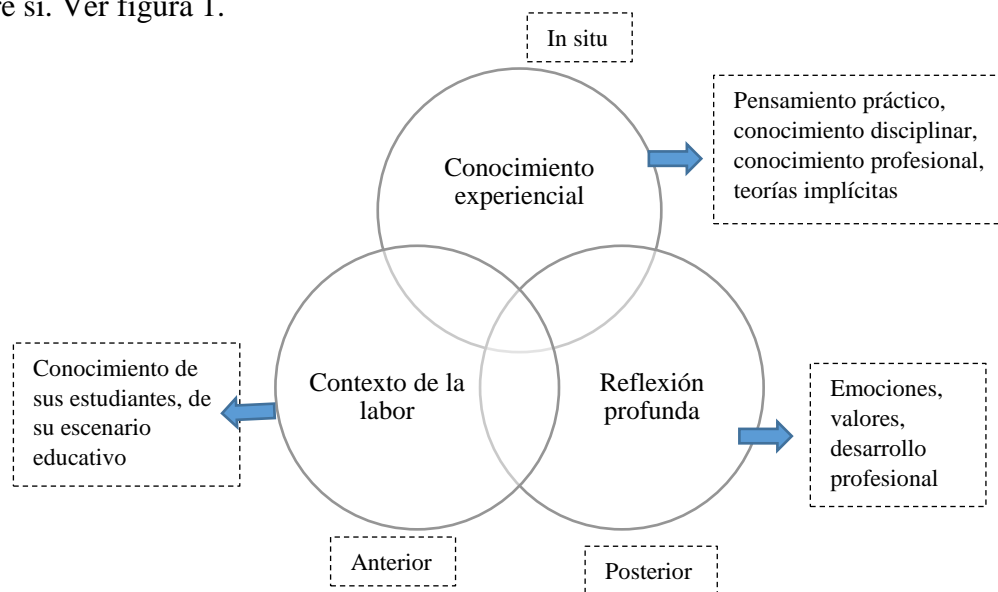 re sí. Ver figura 1.
In situ
Pensamiento práctico,
conocimiento disciplinar,
conocimiento profesional,
teorías implícitas
Conocimiento
experiencial
Conocimiento de
sus estudiantes, de
su escenario
educativo
Contexto de la
labor
Reflexión
profunda
Emociones,
valores,
desarrollo
profesional
Anterior
Posterior